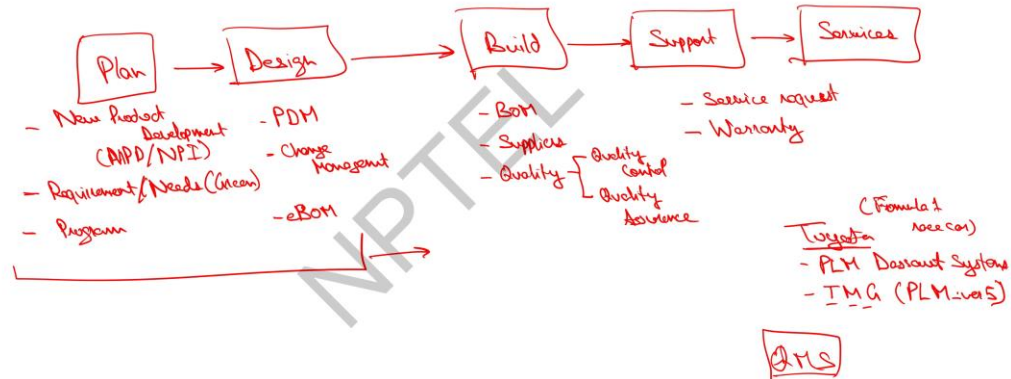 Plan
Design
Build
Support
Services
- New Product
Development
(NPD/NPI)
- Requirement/Needs (Green)
- Program
- PDM
- Change
Management
- eBOM
- BOM
- Suppliers
- Quality
Quality
Control
Quality
Assurance
- Service request
- Warranty
(Formula 1
race car)
- PLM Dassault Systems
- TMG (PLM-ver5)
QMS
NPTEL